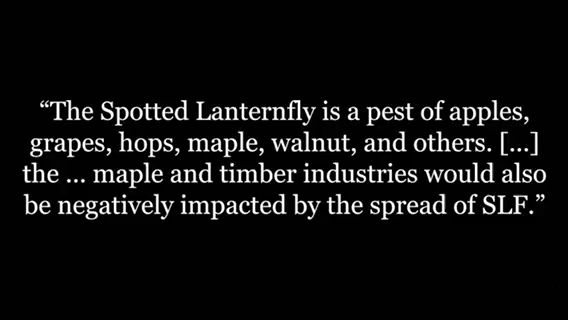 “The Spotted Lanternfly is a pest of apples,
grapes, hops, maple, walnut, and others. [...]
the ... maple and timber industries would also
be negatively impacted by the spread of SLF.”